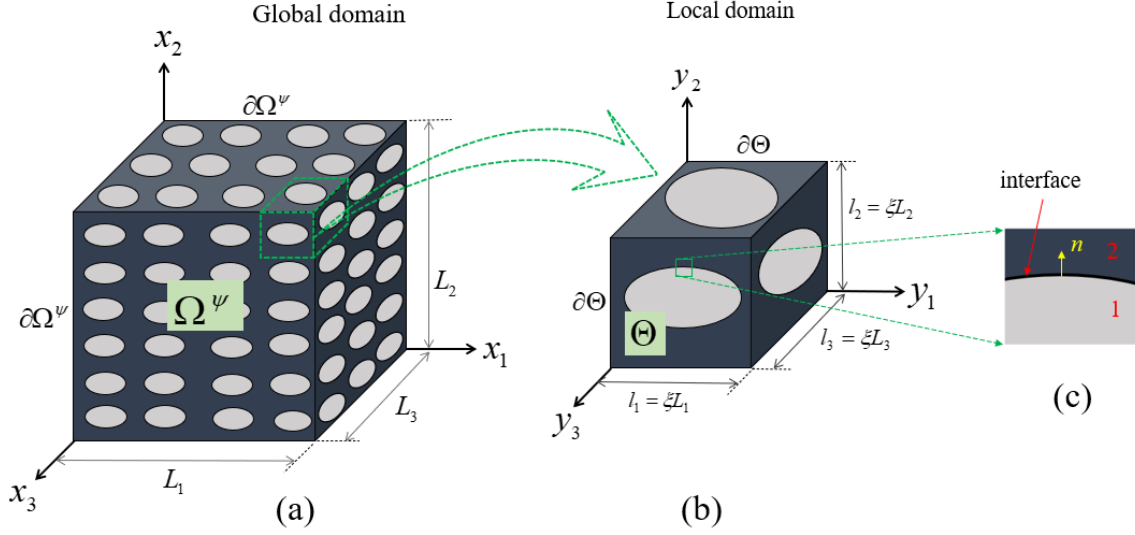 Global domain
Local domain
x₂
∂Ω^ψ
∂Ω^ψ
Ω^ψ
L₂
x₁
L₃
L₁
x₃
(a)
y₂
∂Θ
l₂ = ξL₂
∂Θ
Θ
y₁
l₃ = ξL₃
l₁ = ξL₁
y₃
(b)
interface
n
2
1
(c)